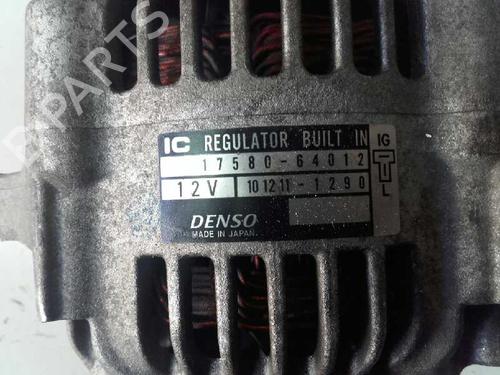 IC REGULATOR BUILT IN
IG
17580-64012
12V 101211-1290
L
DENSO
MADE IN JAPAN.
B PARTS